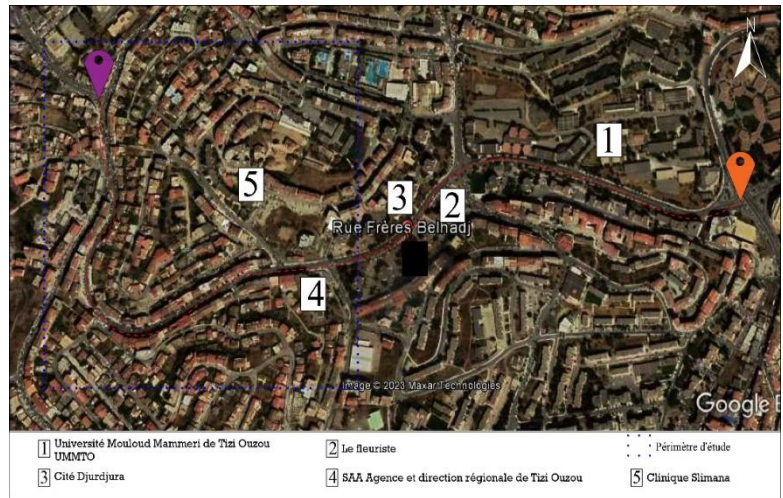 N
1
5
3
2
Rue Frères Belhadj
4
Image © 2023 Maxar Technologies
Google E
1 Université Mouloud Mammeri de Tizi Ouzou
UMMTO
2 Le fleuriste
Périmètre d'étude
3 Cité Djurdjura
4 SAA Agence et direction régionale de Tizi Ouzou
5 Clinique Slimana